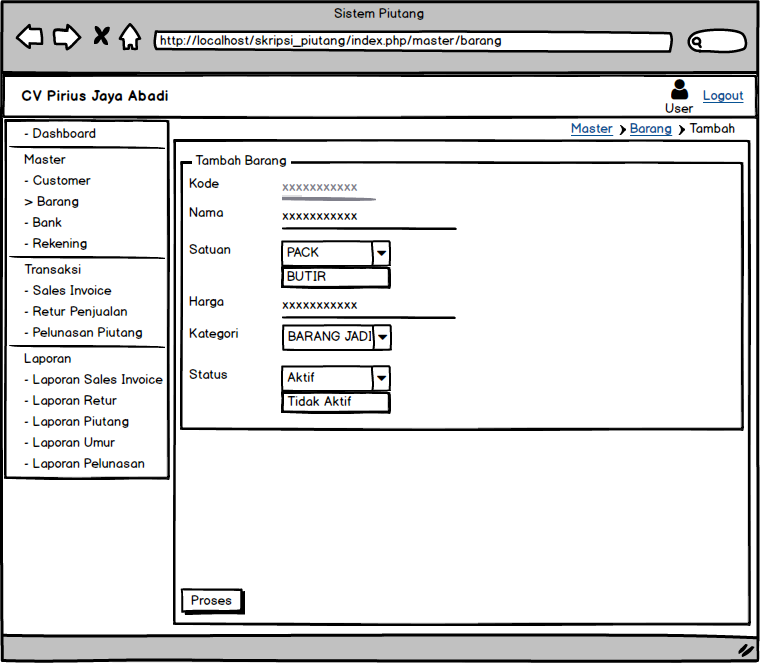 Sistem Piutang
http://localhost/skripsi_piutang/index.php/master/barang
CV Pirius Jaya Abadi
User
Logout
Master > Barang > Tambah
- Dashboard
Master
- Customer
> Barang
- Bank
- Rekening
Transaksi
- Sales Invoice
- Retur Penjualan
- Pelunasan Piutang
Laporan
- Laporan Sales Invoice
- Laporan Retur
- Laporan Piutang
- Laporan Umur
- Laporan Pelunasan
Tambah Barang
Kode xxxxxxxxxxx
Nama xxxxxxxxxxx
Satuan PACK
BUTIR
Harga xxxxxxxxxxx
Kategori BARANG JADI
Status Aktif
Tidak Aktif
Proses